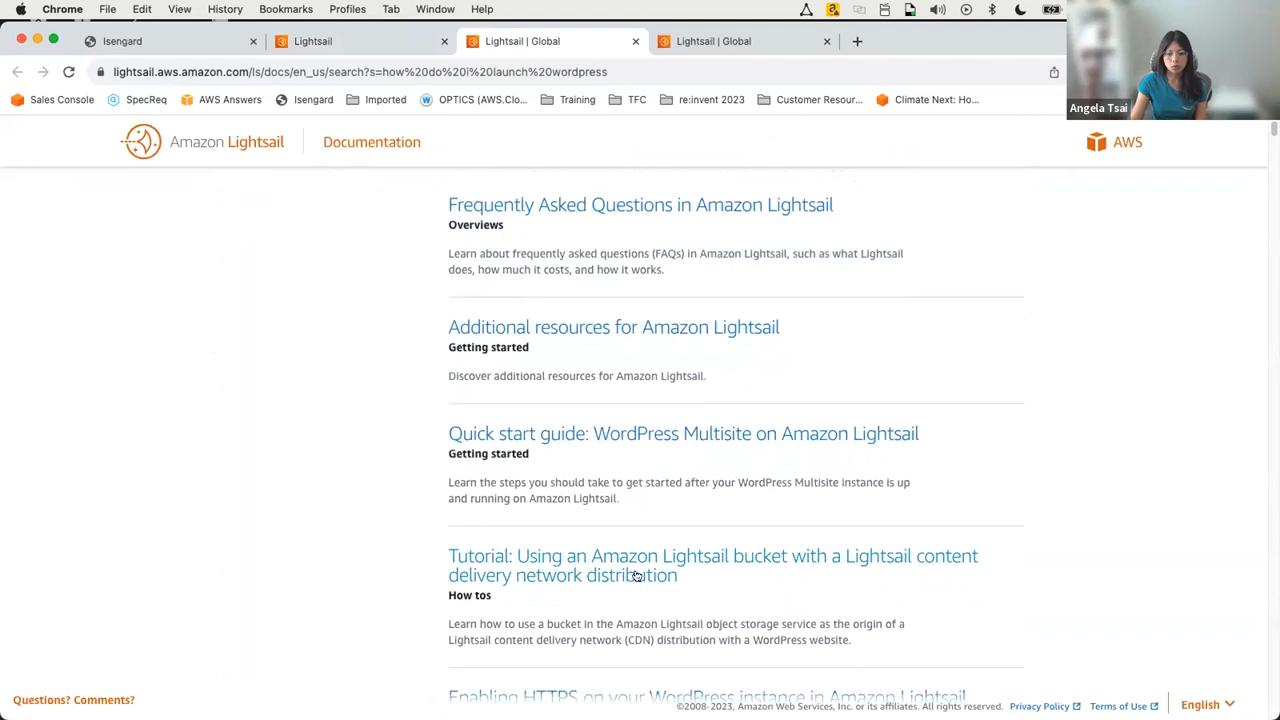 Chrome File Edit View History Bookmarks Profiles Tab Window Help
Isengard Lightsail Lightsail | Global Lightsail | Global
lightsail.aws.amazon.com/ls/docs/en_us/search?s=how%20do%20i%20launch%20wordpress
Sales Console SpecReq AWS Answers Isengard Imported OPTICS (AWS.Clo... Training TFC re:invent 2023 Customer Resour... Climate Next: Ho...
Angela Tsai
Amazon Lightsail Documentation AWS
Frequently Asked Questions in Amazon Lightsail
Overviews
Learn about frequently asked questions (FAQs) in Amazon Lightsail, such as what Lightsail
does, how much it costs, and how it works.
Additional resources for Amazon Lightsail
Getting started
Discover additional resources for Amazon Lightsail.
Quick start guide: WordPress Multisite on Amazon Lightsail
Getting started
Learn the steps you should take to get started after your WordPress Multisite instance is up
and running on Amazon Lightsail.
Tutorial: Using an Amazon Lightsail bucket with a Lightsail content
delivery network distribution
How tos
Learn how to use a bucket in the Amazon Lightsail object storage service as the origin of a
Lightsail content delivery network (CDN) distribution with a WordPress website.
Enabling HTTPS on your WordPress instance in Amazon Lightsail
Questions? Comments? ©2008-2023, Amazon Web Services, Inc. or its affiliates. All rights reserved. Privacy Policy Terms of Use English